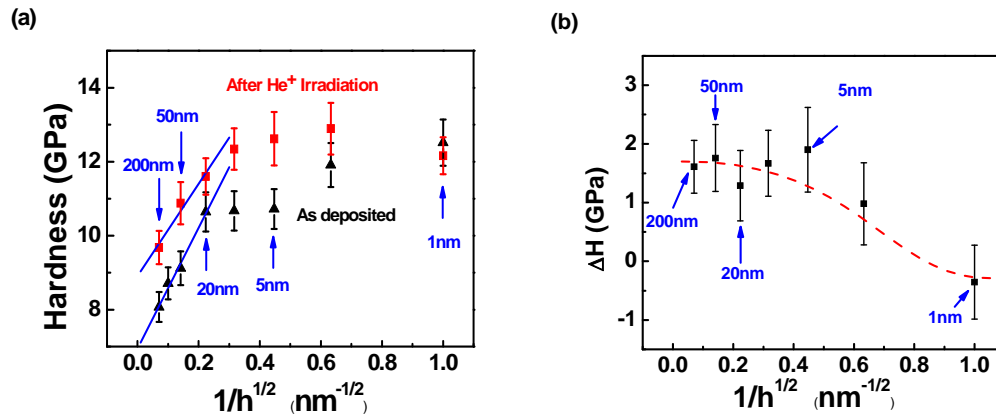 (a)
Hardness (GPa)
14
12
10
8
After He+ Irradiation
50nm
200nm
As deposited
20nm
5nm
1nm
0.0 0.2 0.4 0.6 0.8 1.0
1/h^1/2 (nm^-1/2)
(b)
ΔH (GPa)
3
2
1
-0
-1
50nm
5nm
200nm
20nm
1nm
0.0 0.2 0.4 0.6 0.8 1.0
1/h^1/2 (nm^-1/2)